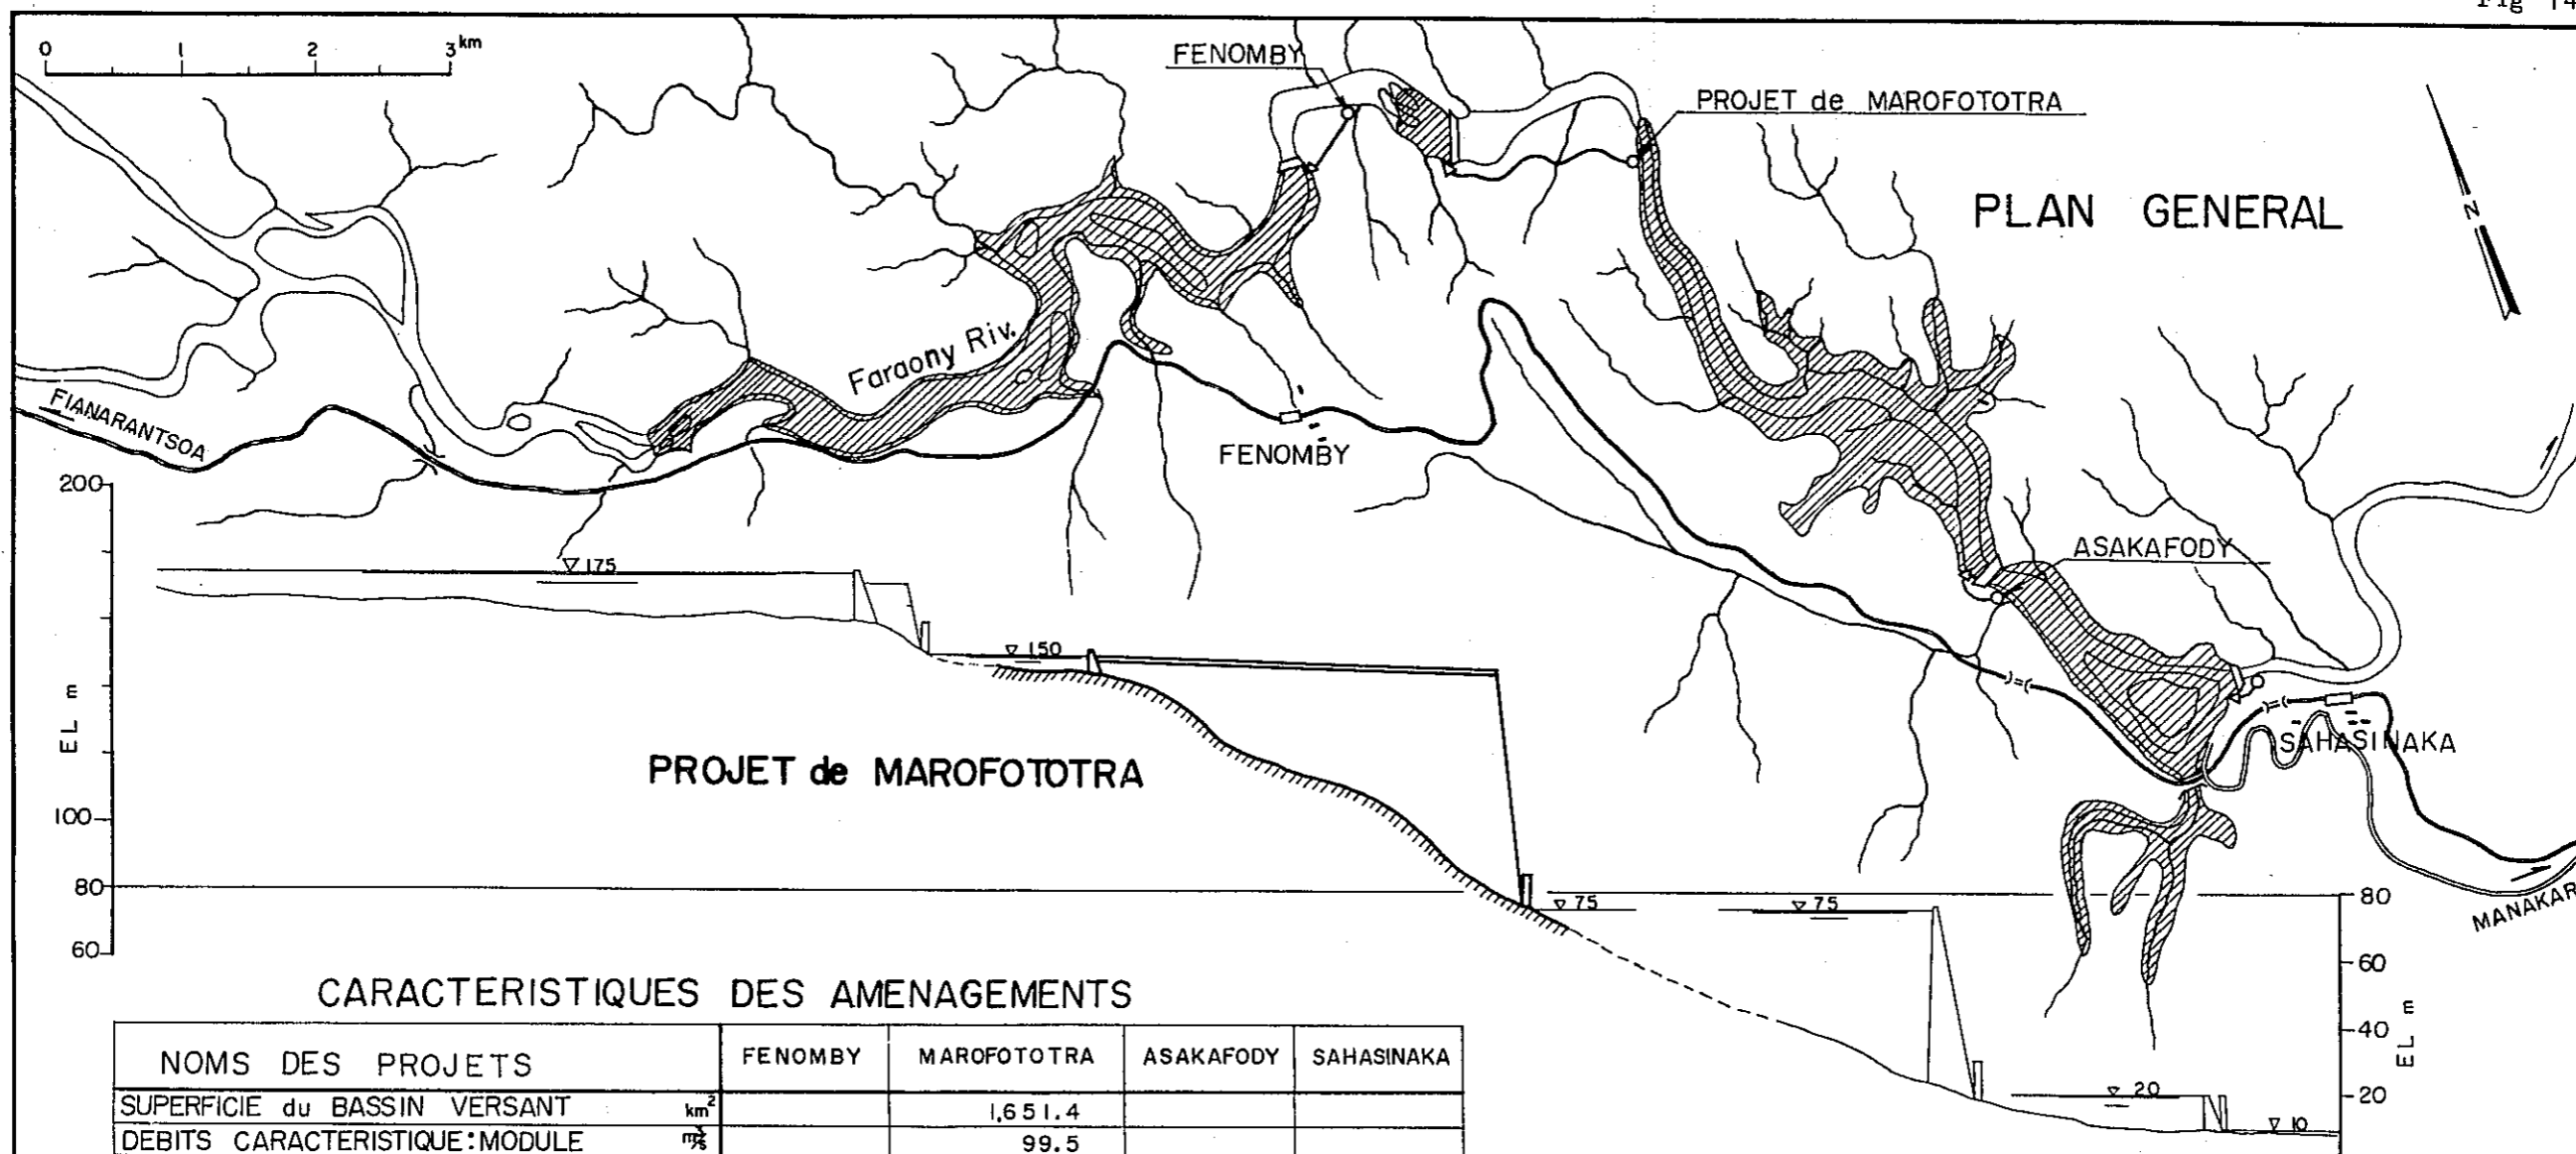 Fig 14
0 1 2 3 km
FENOMBY
PROJET de MAROFOTOTRA
PLAN GENERAL
N
Faraony Riv.
FIANARANTSOA
FENOMBY
ASAKAFODY
SAHASINAKA
MANAKAR
200
100
80
60
EL m
175
150
75
75
20
10
80
60
40
20
EL m
PROJET de MAROFOTOTRA
CARACTERISTIQUES DES AMENAGEMENTS
NOMS DES PROJETS FENOMBY MAROFOTOTRA ASAKAFODY SAHASINAKA
SUPERFICIE du BASSIN VERSANT km² 1,651.4
DEBITS CARACTERISTIQUE:MODULE m³/s 99.5